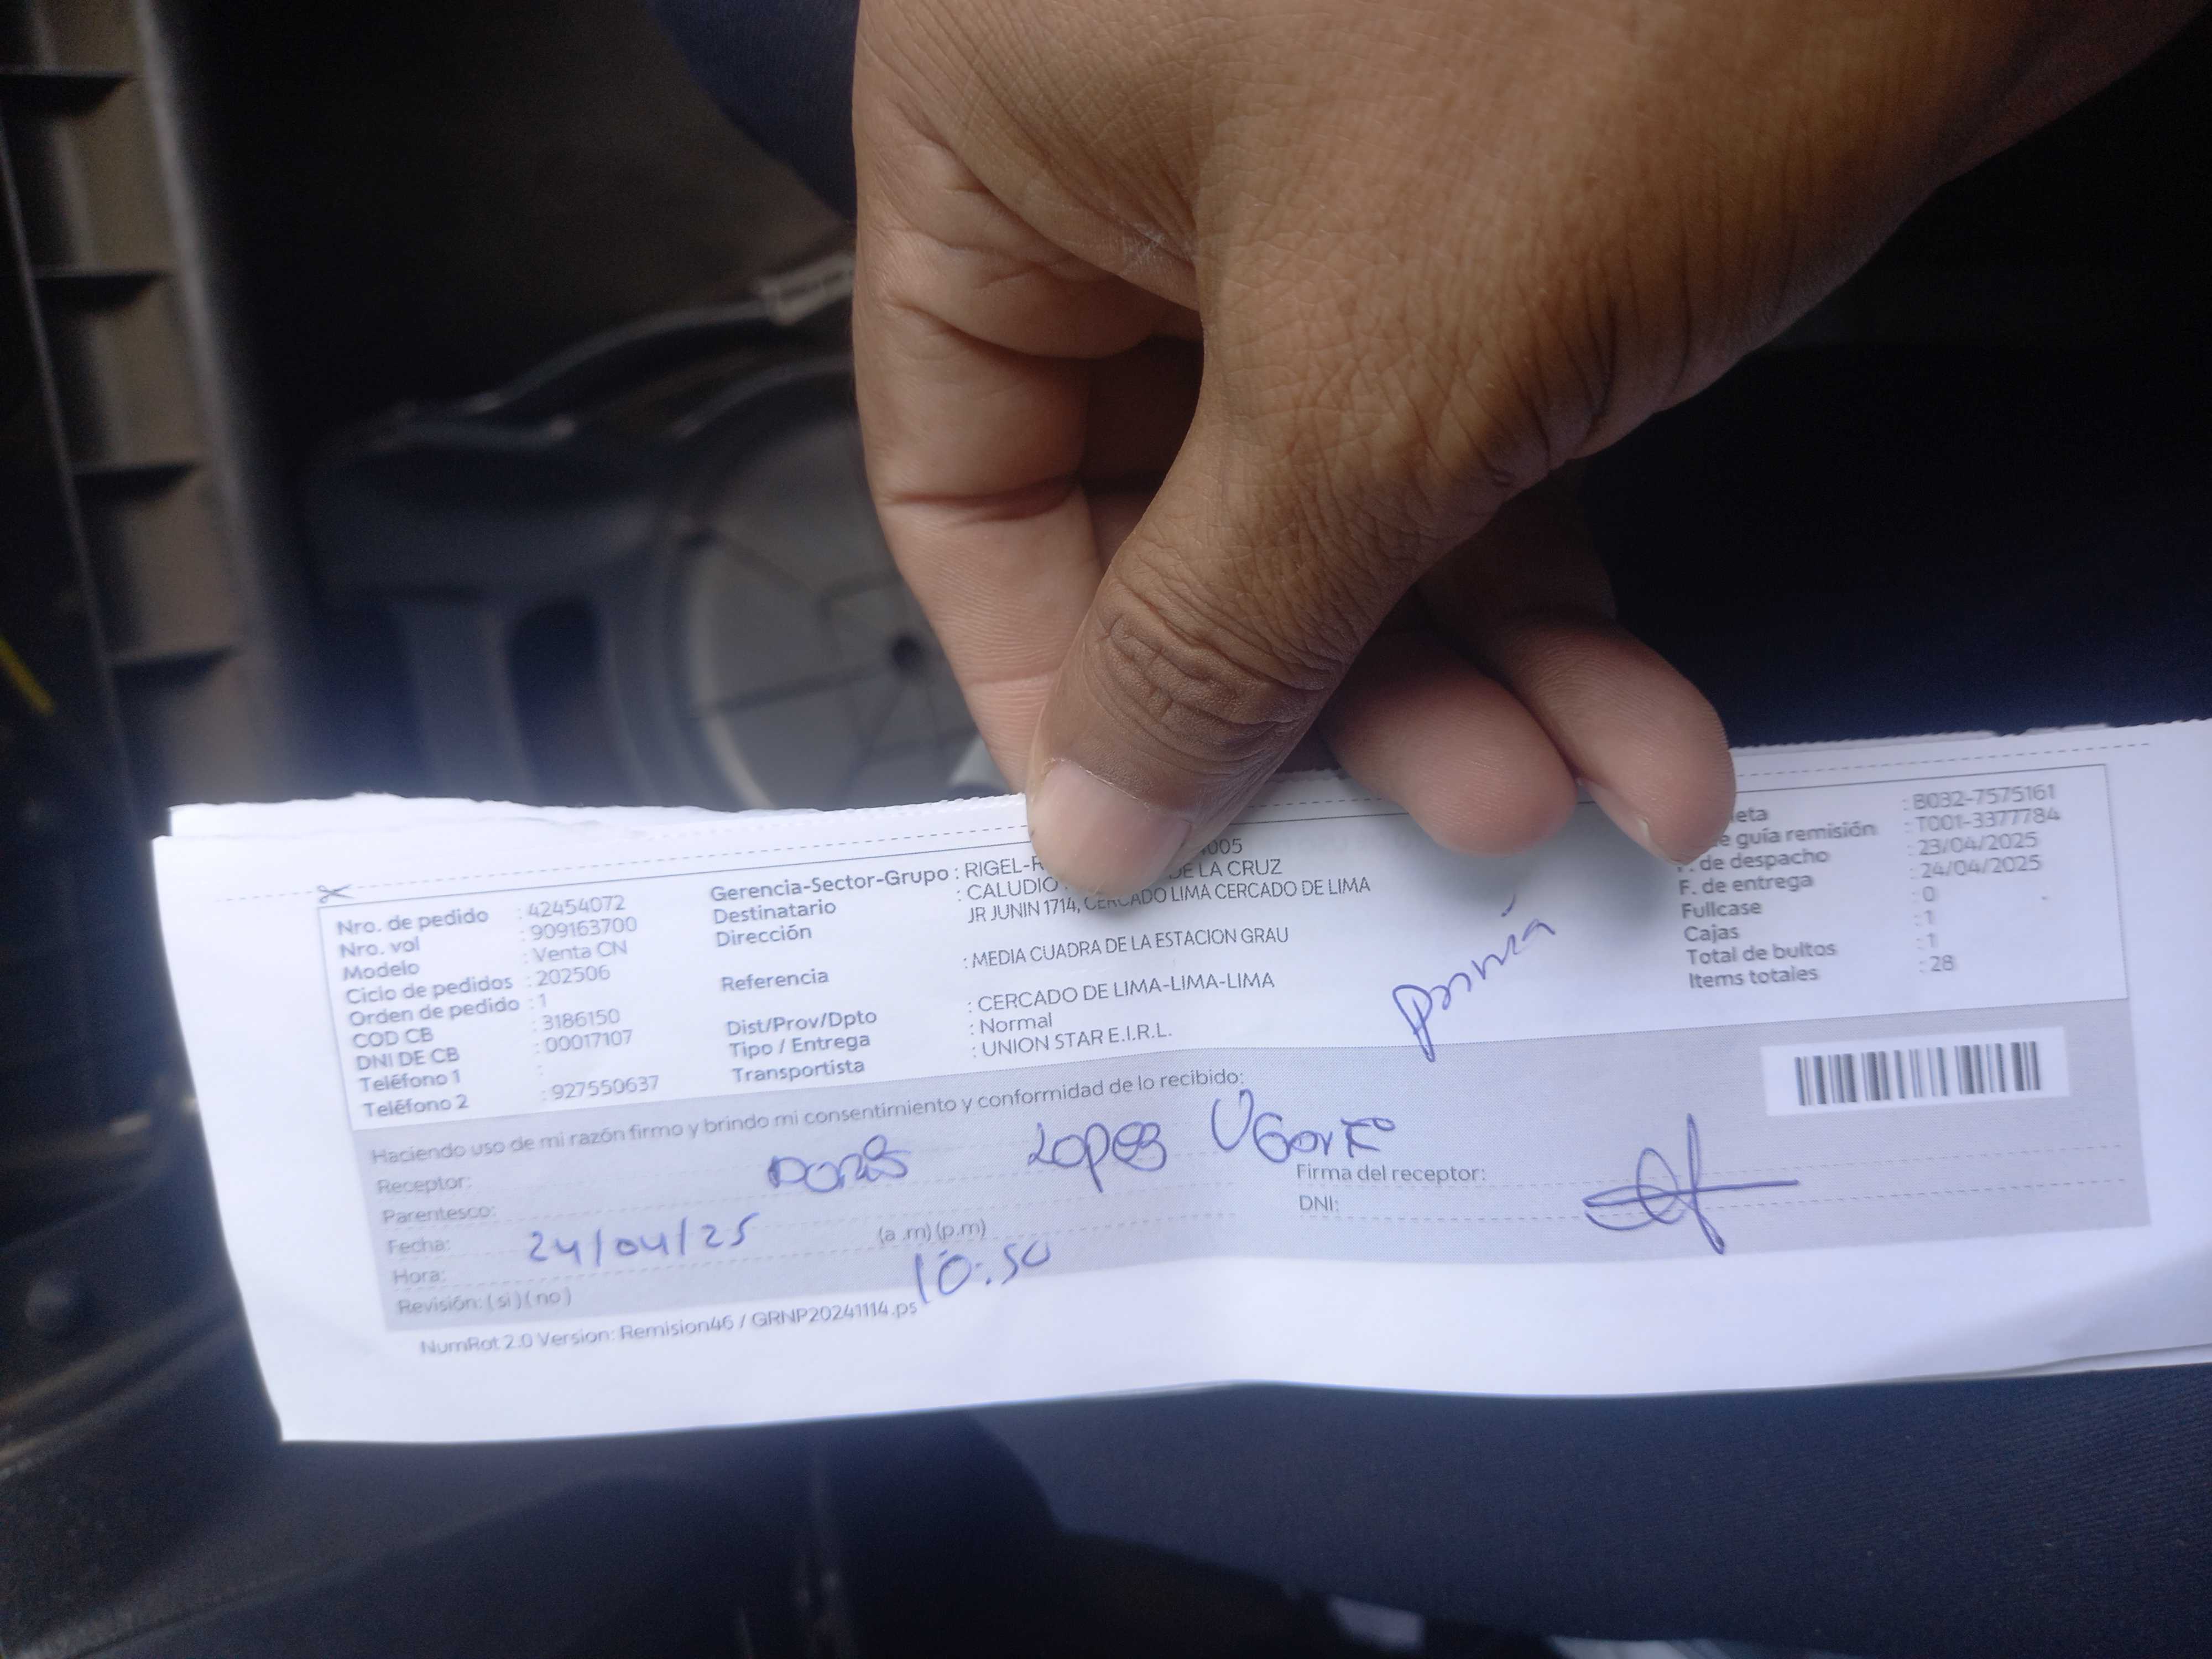 Nro. de pedido : 42454072
Nro. vol : 909163700
Modelo : Venta CN
Ciclo de pedidos : 202506
Orden de pedido : 1
COD CB : 3186150
DNI DE CB : 00017107
Teléfono 1 :
Teléfono 2 : 927550637
Gerencia-Sector-Grupo : RIGEL- 005
Destinatario : CALUDIO DE LA CRUZ
Dirección JR JUNIN 1714, CERCADO LIMA CERCADO DE LIMA
Referencia : MEDIA CUADRA DE LA ESTACION GRAU
Dist/Prov/Dpto : CERCADO DE LIMA-LIMA-LIMA
Tipo / Entrega : Normal
Transportista : UNION STAR E.I.R.L.
: B032-7575161
guía remisión : T001-3377784
de despacho : 23/04/2025
F. de entrega : 24/04/2025
Fullcase : 0
Cajas : 1
Total de bultos : 1
Items totales : 28
Haciendo uso de mi razón firmo y brindo mi consentimiento y conformidad de lo recibido:
Receptor: Lopes
Parentesco:
Fecha: 24/04/25
Hora: (a.m) (p.m) 10:50
Revisión: ( si ) ( no )
Firma del receptor:
DNI:
NumRot 2.0 Version: Remision46 / GRNP20241114.ps